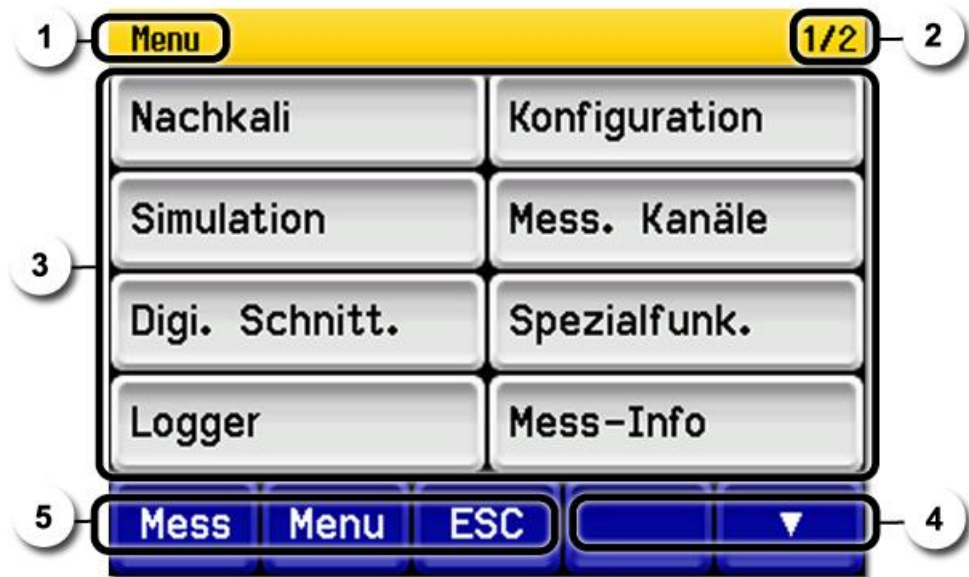 1 Menu 1/2 2
Nachkali Konfiguration
Simulation Mess. Kanäle
3
Digi. Schnitt. Spezialfunk.
Logger Mess-Info
5 Mess Menu ESC ▼ 4